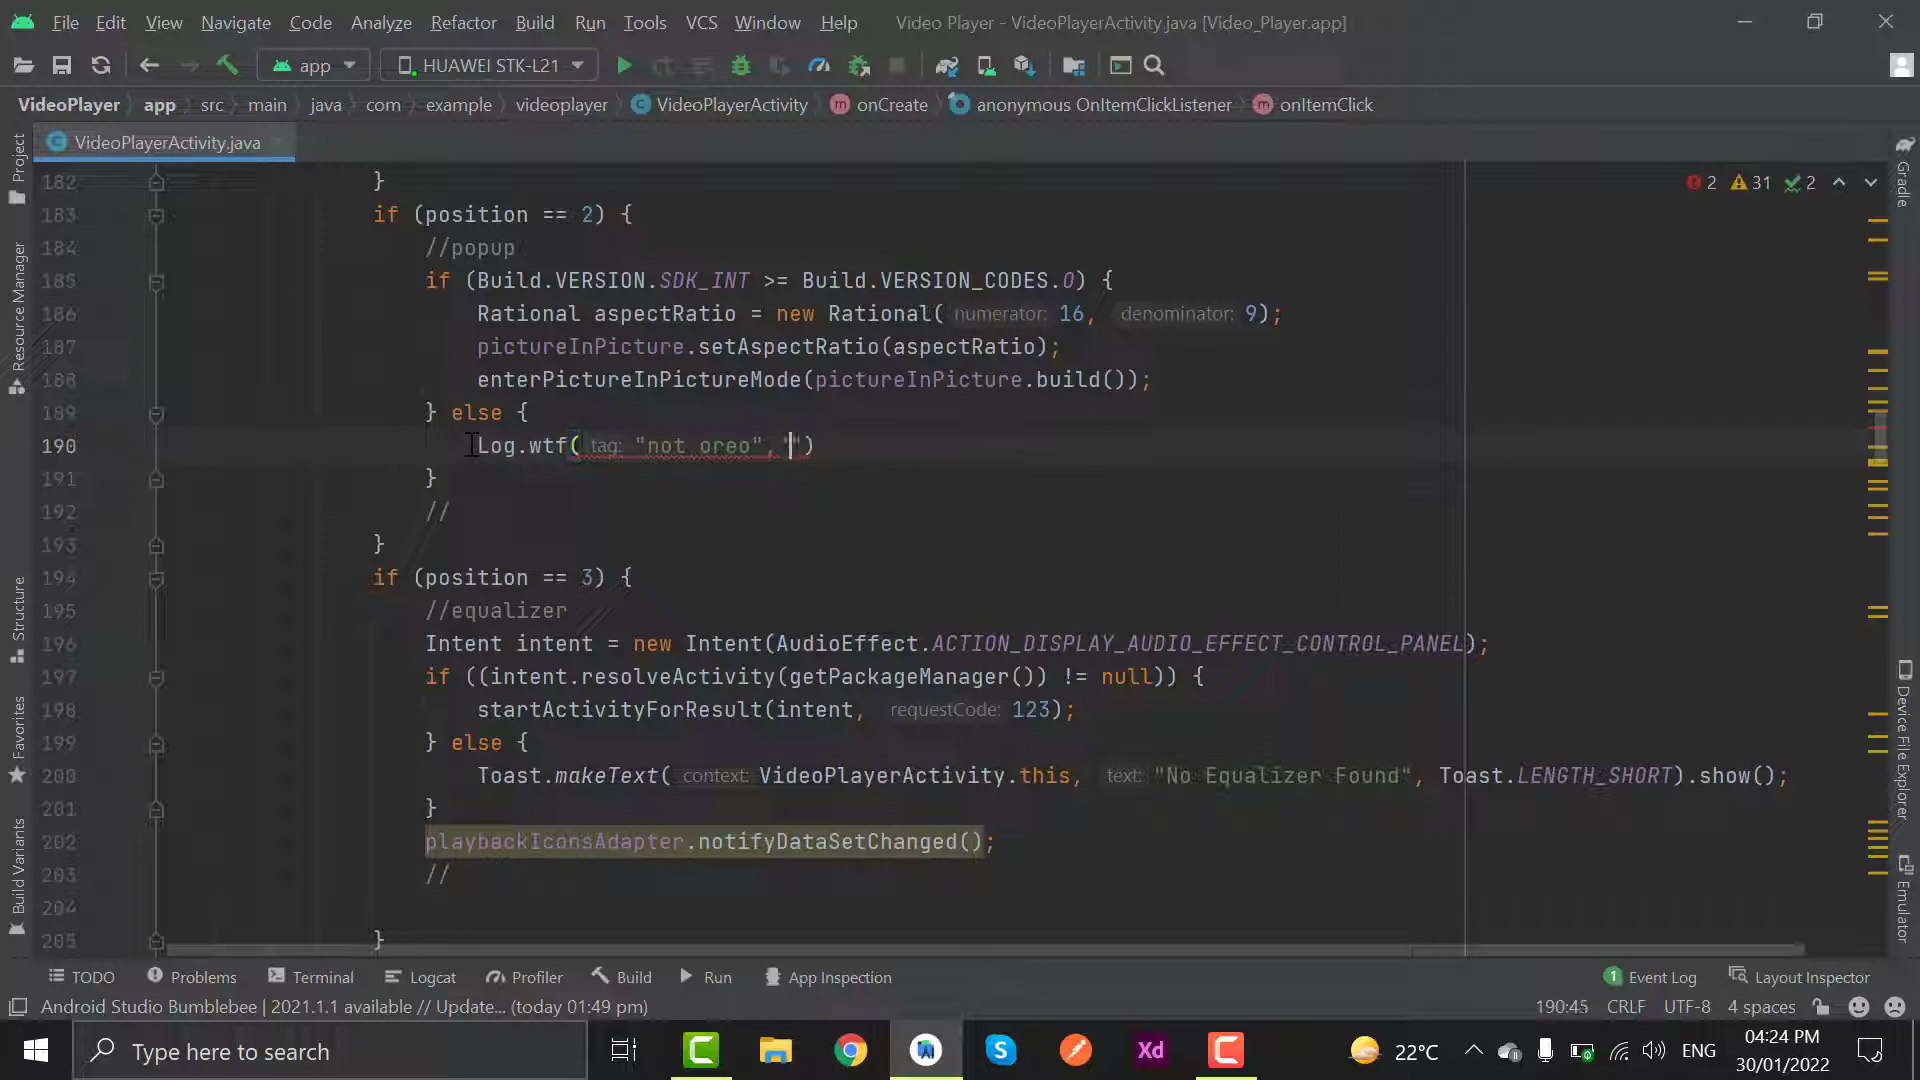 File Edit View Navigate Code Analyze Refactor Build Run Tools VCS Window Help Video Player - VideoPlayerActivity.java [Video_Player.app]
app HUAWEI STK-L21
VideoPlayer app src main java com example videoplayer VideoPlayerActivity onCreate anonymous OnItemClickListener onItemClick
VideoPlayerActivity.java
182 }
2 31 2
183 if (position == 2) {
184 //popup
185 if (Build.VERSION.SDK_INT >= Build.VERSION_CODES.O) {
186 Rational aspectRatio = new Rational( numerator: 16, denominator: 9);
187 pictureInPicture.setAspectRatio(aspectRatio);
188 enterPictureInPictureMode(pictureInPicture.build());
189 } else {
190 Log.wtf( tag: "not oreo", "")
191 }
192 //
193 }
194 if (position == 3) {
195 //equalizer
196 Intent intent = new Intent(AudioEffect.ACTION_DISPLAY_AUDIO_EFFECT_CONTROL_PANEL);
197 if ((intent.resolveActivity(getPackageManager()) != null)) {
198 startActivityForResult(intent, requestCode: 123);
199 } else {
200 Toast.makeText( context: VideoPlayerActivity.this, text: "No Equalizer Found", Toast.LENGTH_SHORT).show();
201 }
202 playbackIconsAdapter.notifyDataSetChanged();
203 //
204
205 }
Project
Resource Manager
Structure
Favorites
Build Variants
Gradle
Device File Explorer
Emulator
TODO Problems Terminal Logcat Profiler Build Run App Inspection 1 Event Log Layout Inspector
Android Studio Bumblebee | 2021.1.1 available // Update... (today 01:49 pm) 190:45 CRLF UTF-8 4 spaces
Type here to search Xd 22°C ENG 04:24 PM
30/01/2022